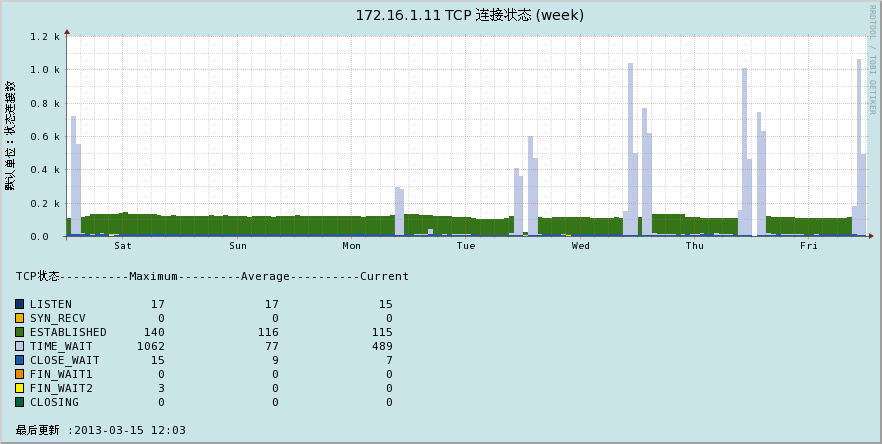 172.16.1.11 TCP 连接状态 (week)
RRDTOOL / TOBI OETIKER
默认单位：状态连接数
1.2 k
1.0 k
0.8 k
0.6 k
0.4 k
0.2 k
0.0
Sat Sun Mon Tue Wed Thu Fri
TCP状态----------Maximum---------Average----------Current
LISTEN 17 17 15
SYN_RECV 0 0 0
ESTABLISHED 140 116 115
TIME_WAIT 1062 77 489
CLOSE_WAIT 15 9 7
FIN_WAIT1 0 0 0
FIN_WAIT2 3 0 0
CLOSING 0 0 0
最后更新 :2013-03-15 12:03